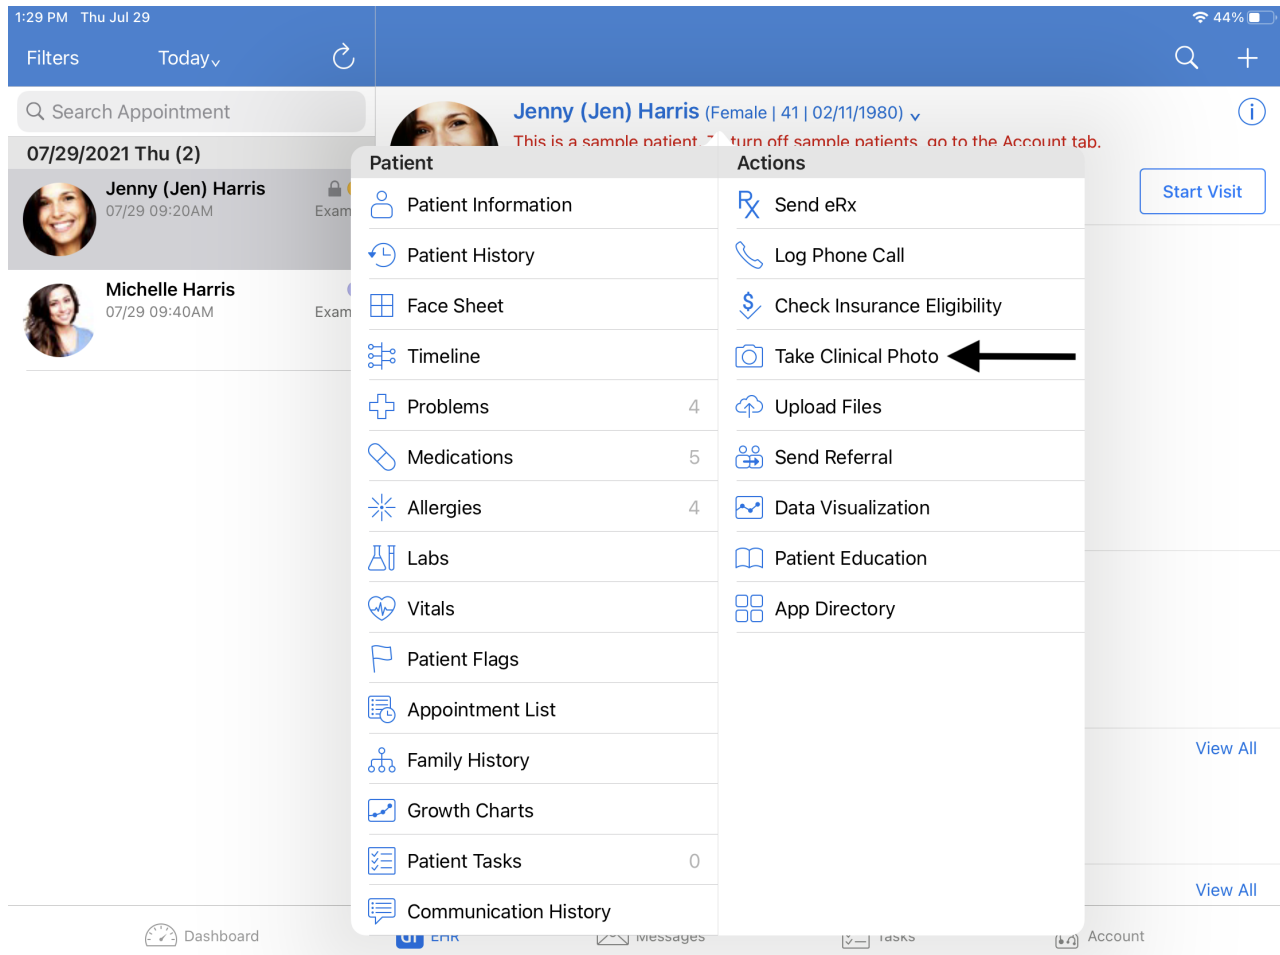 1:29 PM Thu Jul 29
44%
Filters Today
Search Appointment
07/29/2021 Thu (2)
Jenny (Jen) Harris
07/29 09:20AM Exam
Michelle Harris
07/29 09:40AM Exam
Jenny (Jen) Harris (Female | 41 | 02/11/1980)
This is a sample patient. turn off sample patients, go to the Account tab.
Start Visit
Patient
Patient Information
Patient History
Face Sheet
Timeline
Problems 4
Medications 5
Allergies 4
Labs
Vitals
Patient Flags
Appointment List
Family History
Growth Charts
Patient Tasks 0
Communication History
Actions
Send eRx
Log Phone Call
Check Insurance Eligibility
Take Clinical Photo
Upload Files
Send Referral
Data Visualization
Patient Education
App Directory
View All
View All
Dashboard EHR Messages Tasks Account